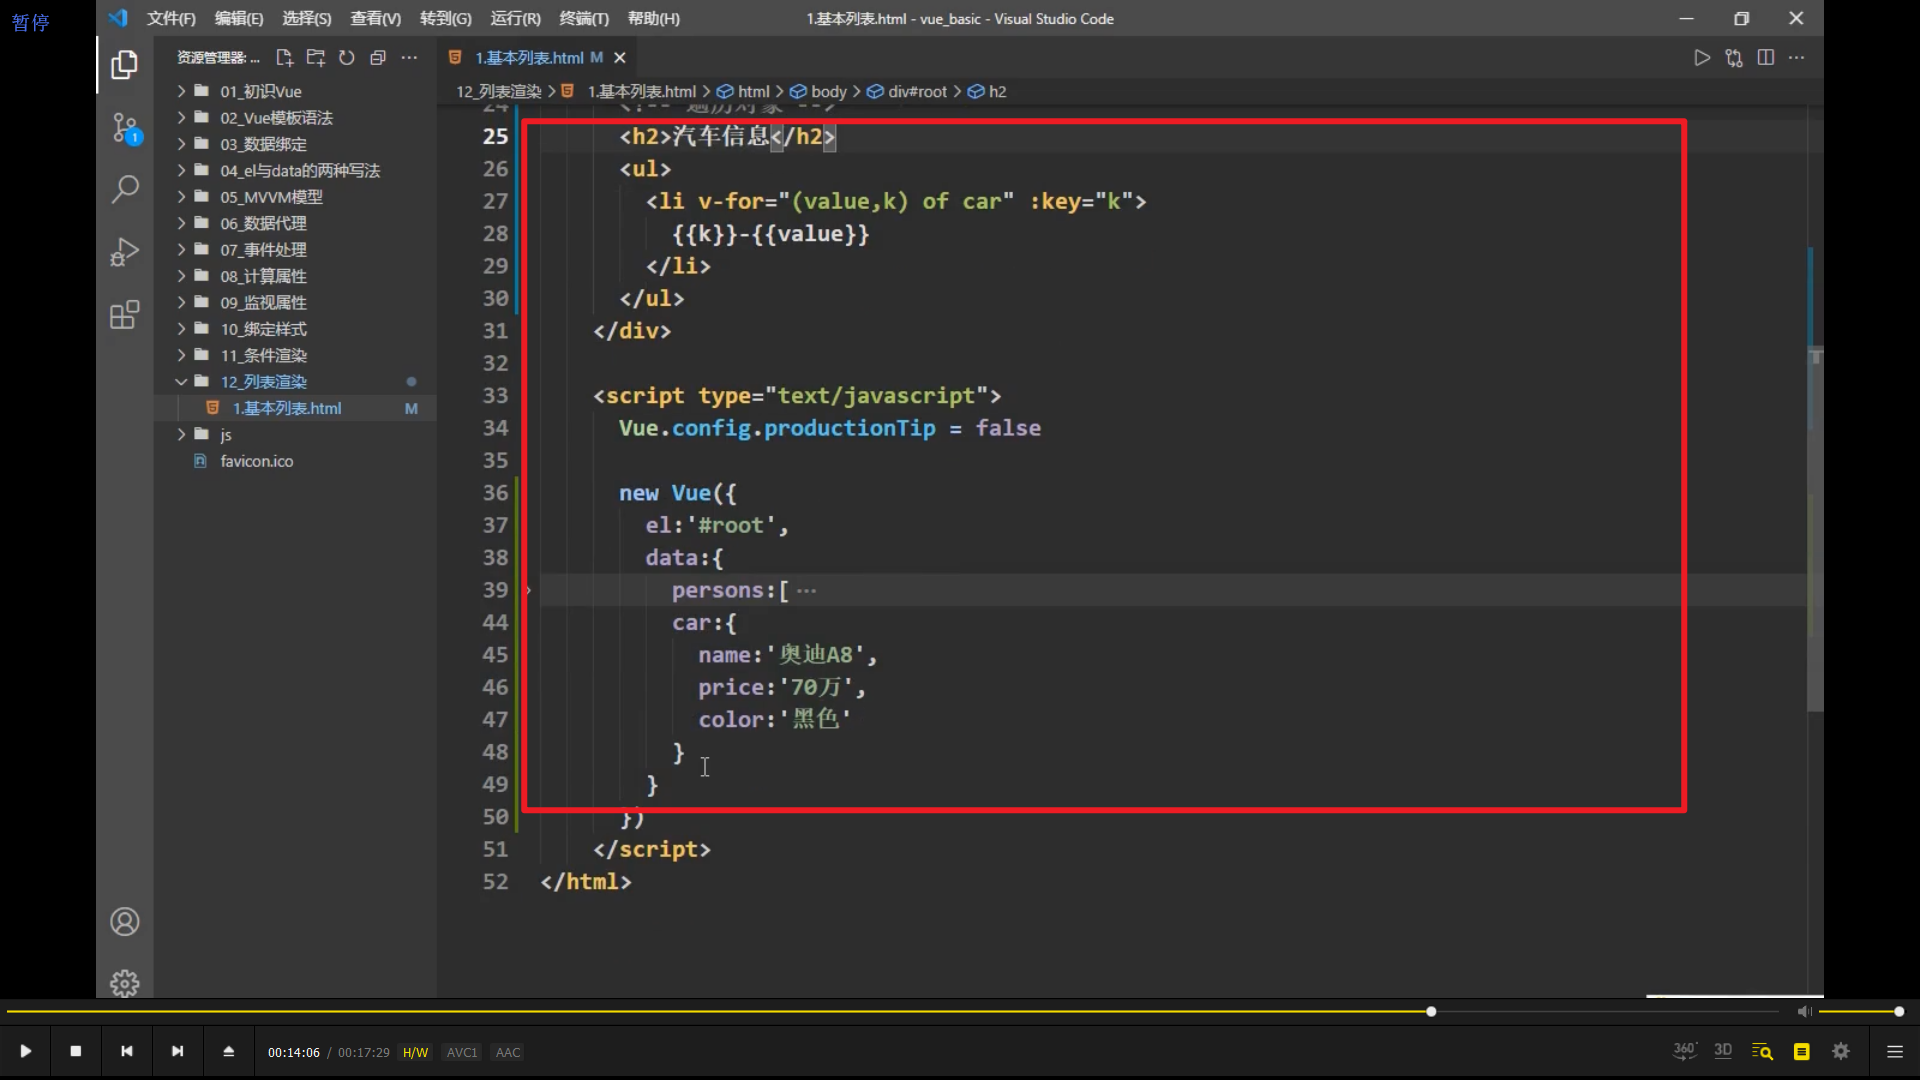 暂停
文件(F) 编辑(E) 选择(S) 查看(V) 转到(G) 运行(R) 终端(T) 帮助(H)
1.基本列表.html - vue_basic - Visual Studio Code
资源管理器: ...
1.基本列表.html M
12_列表渲染 > 1.基本列表.html > html > body > div#root > h2
01_初识Vue
02_Vue模板语法
03_数据绑定
04_el与data的两种写法
05_MVVM模型
06_数据代理
07_事件处理
08_计算属性
09_监视属性
10_绑定样式
11_条件渲染
12_列表渲染
1.基本列表.html M
js
favicon.ico
1
24 <!-- 遍历对象 -->
25 <h2>汽车信息</h2>
26 <ul>
27 <li v-for="(value,k) of car" :key="k">
28 {{k}}-{{value}}
29 </li>
30 </ul>
31 </div>
32
33 <script type="text/javascript">
34 Vue.config.productionTip = false
35
36 new Vue({
37 el:'#root',
38 data:{
39 persons:[ ···
44 car:{
45 name:'奥迪A8',
46 price:'70万',
47 color:'黑色'
48 }
49 }
50 })
51 </script>
52 </html>
00:14:06 / 00:17:29 H/W AVC1 AAC
360° 3D